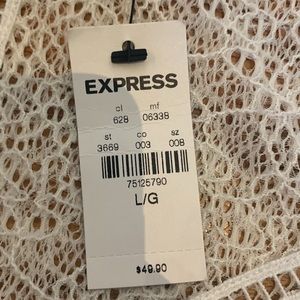 EXPRESS
cl mf
628 06338
st co sz
3669 003 008
75125790
L/G
$49.90